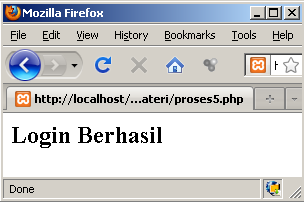 Mozilla Firefox
File Edit View History Bookmarks Tools Help
http://localhost/...ateri/proses5.php
Login Berhasil
Done